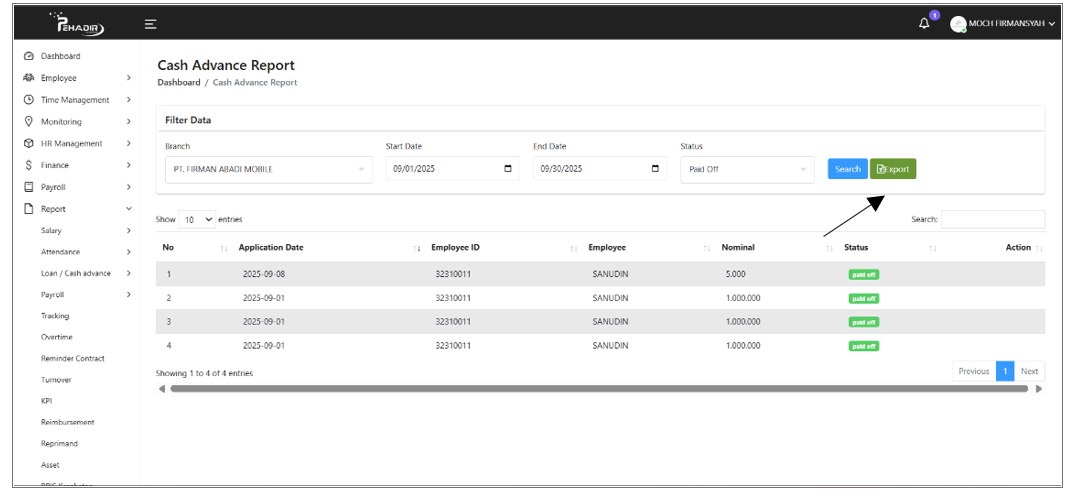 PEHADIR
1
MOCH FIRMANSYAH
Dashboard
Employee
Time Management
Monitoring
HR Management
Finance
Payroll
Report
Salary
Attendance
Loan / Cash advance
Payroll
Tracking
Overtime
Reminder Contract
Turnover
KPI
Reimbursement
Reprimand
Asset
Cash Advance Report
Dashboard / Cash Advance Report
Filter Data
Branch Start Date End Date Status
PT. FIRMAN ABADI MOBILE 09/01/2025 09/30/2025 Paid Off Search Export
Show 10 entries Search:
No Application Date Employee ID Employee Nominal Status Action
1 2025-09-08 32310011 SANUDIN 5.000 paid off
2 2025-09-01 32310011 SANUDIN 1.000.000 paid off
3 2025-09-01 32310011 SANUDIN 1.000.000 paid off
4 2025-09-01 32310011 SANUDIN 1.000.000 paid off
Showing 1 to 4 of 4 entries Previous 1 Next